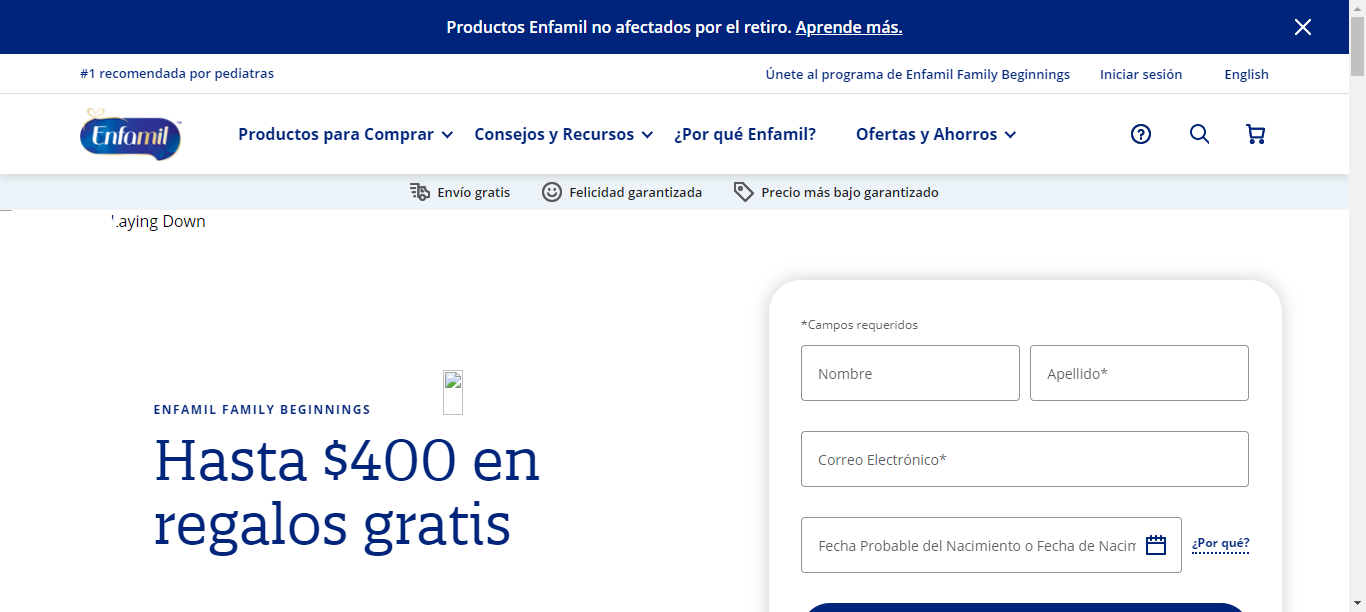 Productos Enfamil no afectados por el retiro. Aprende más.
#1 recomendada por pediatras
Únete al programa de Enfamil Family Beginnings
Iniciar sesión
English
Enfamil
Productos para Comprar
Consejos y Recursos
¿Por qué Enfamil?
Ofertas y Ahorros
Envío gratis
Felicidad garantizada
Precio más bajo garantizado
Laying Down
*Campos requeridos
Nombre
Apellido*
Correo Electrónico*
Fecha Probable del Nacimiento o Fecha de Nacim
¿Por qué?
ENFAMIL FAMILY BEGINNINGS
Hasta $400 en
regalos gratis